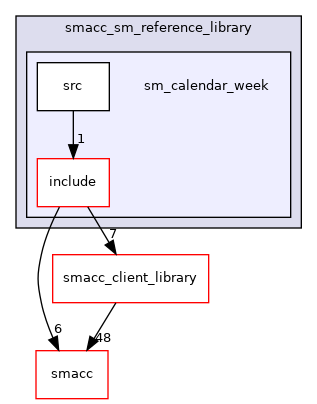 smacc_sm_reference_library
src
sm_calendar_week
1
include
7
smacc_client_library
6
48
smacc